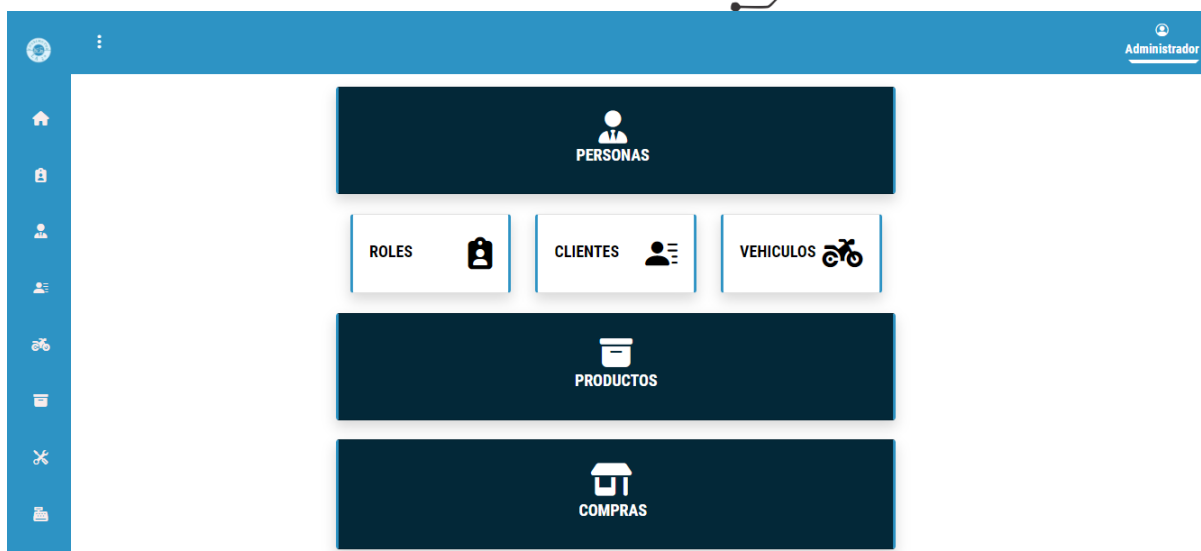 Administrador
PERSONAS
ROLES
CLIENTES
VEHICULOS
PRODUCTOS
COMPRAS